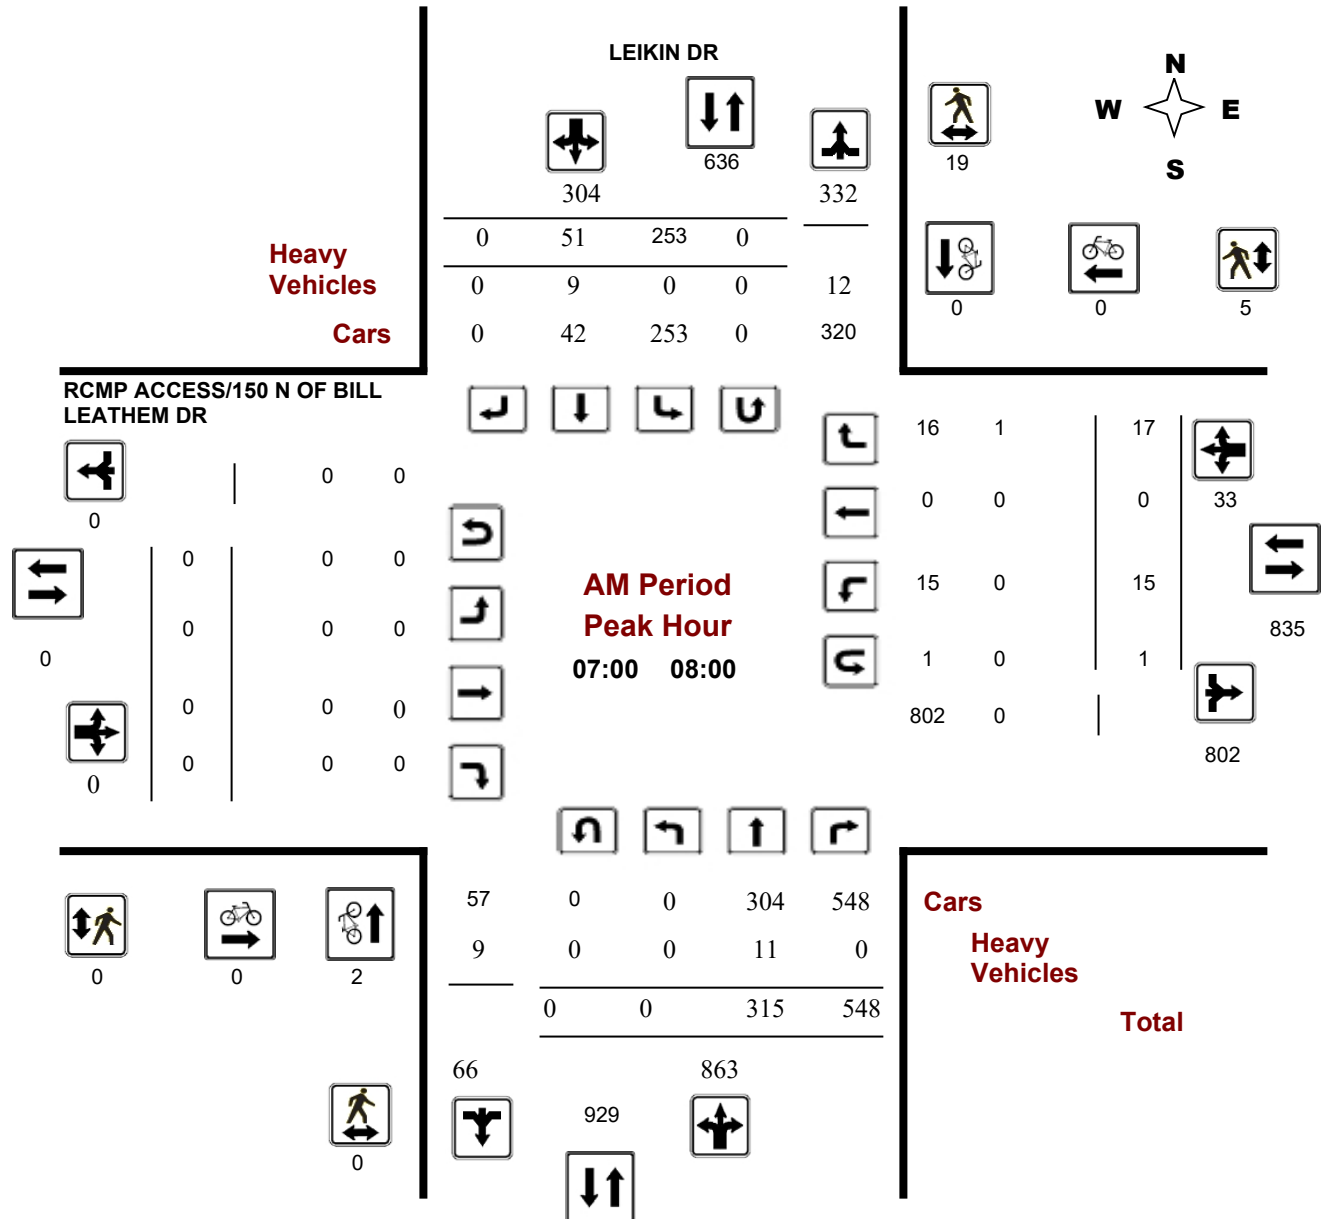 LEIKIN DR
N
W E
S
636
19
304 332
0 51 253 0
Heavy
Vehicles 0 9 0 0 12
Cars 0 42 253 0 320
0 0 5
RCMP ACCESS/150 N OF BILL
LEATHEM DR
16 1 17
0 0
0 0 0 33
0
0 0 0
AM Period
15 0 15
Peak Hour
835
0 0 0
0
07:00 08:00
1 0 1
0 0 0
802 0
802
0 0 0
0
57 0 0 304 548 Cars
9 0 0 11 0 Heavy
Vehicles
0 0 2
0 0 315 548
Total
66 863
929
0